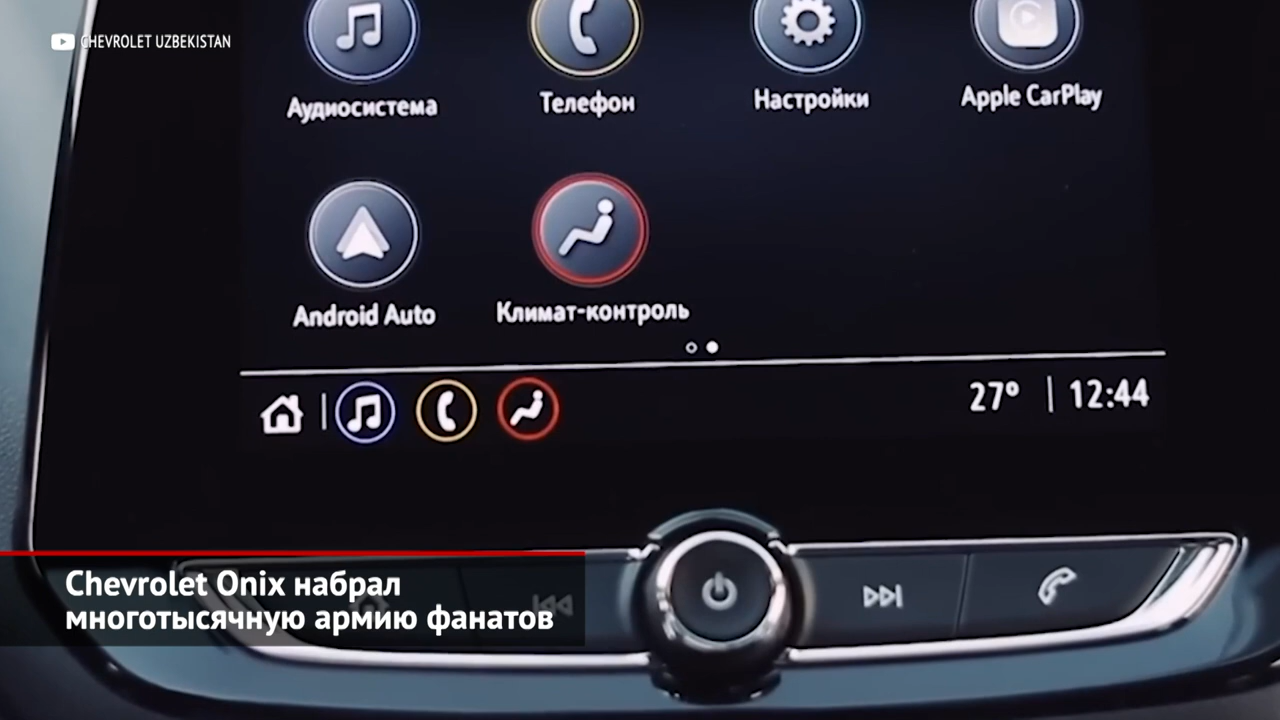 CHEVROLET UZBEKISTAN
Аудиосистема
Телефон
Настройки
Apple CarPlay
Android Auto
Климат-контроль
27° | 12:44
Chevrolet Onix набрал
многотысячную армию фанатов